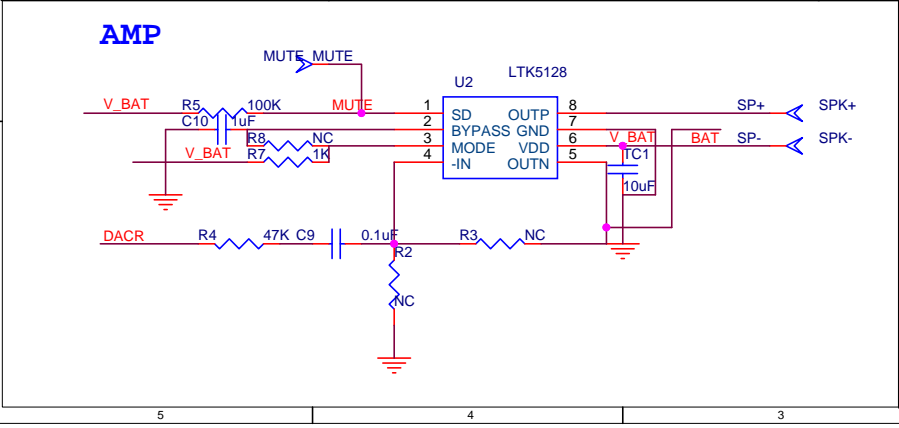 AMP
MUTE MUTE
U2 LTK5128
V_BAT R5 100K MUTE 1 SD OUTP 8 SP+ SPK+
C10 1uF 2 BYPASS GND 7
R8 NC 3 MODE VDD 6 V_BAT BAT SP- SPK-
V_BAT R7 1K 4 -IN OUTN 5 TC1
10uF
DACR R4 47K C9 0.1uF R3 NC
R2
NC
5 4 3